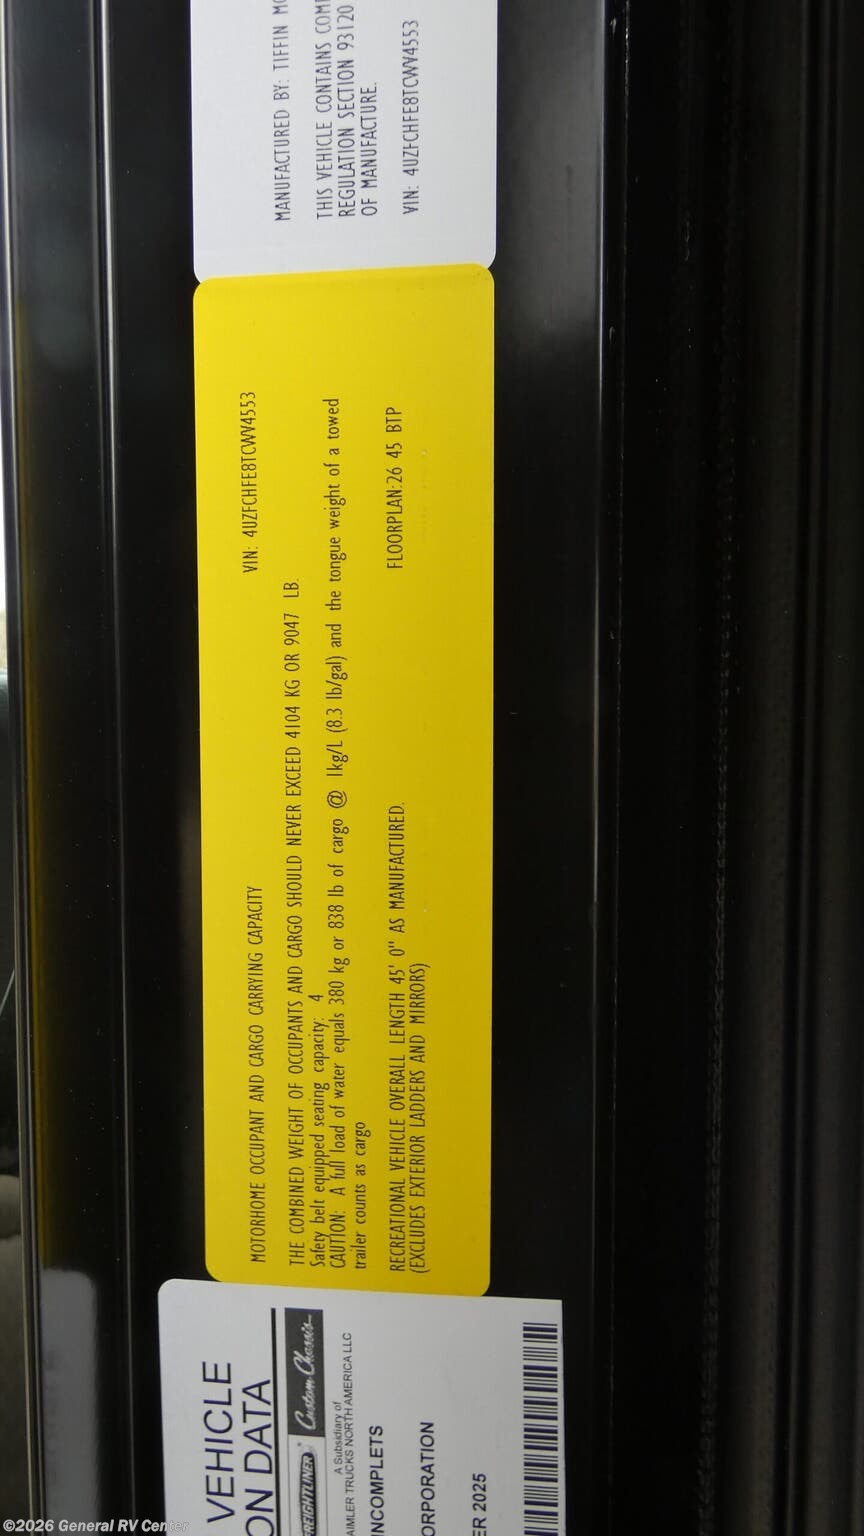 MANUFACTURED BY: TIFFIN
THIS VEHICLE CONTAINS
REGULATION SECTION 93120
OF MANUFACTURE.
VIN: 4UZFCHFE8TCWV4553
MOTORHOME OCCUPANT AND CARGO CARRYING CAPACITY VIN: 4UZFCHFE8TCWV4553
THE COMBINED WEIGHT OF OCCUPANTS AND CARGO SHOULD NEVER EXCEED 4104 KG OR 9047 LB.
Safety belt equipped seating capacity: 4
CAUTION: A full load of water equals 380 kg or 838 lb of cargo @ 1kg/L (8.3 lb/gal) and the tongue weight of a towed
trailer counts as cargo
RECREATIONAL VEHICLE OVERALL LENGTH 45' 0" AS MANUFACTURED. FLOORPLAN:26 45 BTP
(EXCLUDES EXTERIOR LADDERS AND MIRRORS)
VEHICLE
ON DATA
FREIGHTLINER Custom Chassis
A Subsidiary of
AIMLER TRUCKS NORTH AMERICA LLC
INCOMPLETS
ORPORATION
ER 2025
©2026 General RV Center